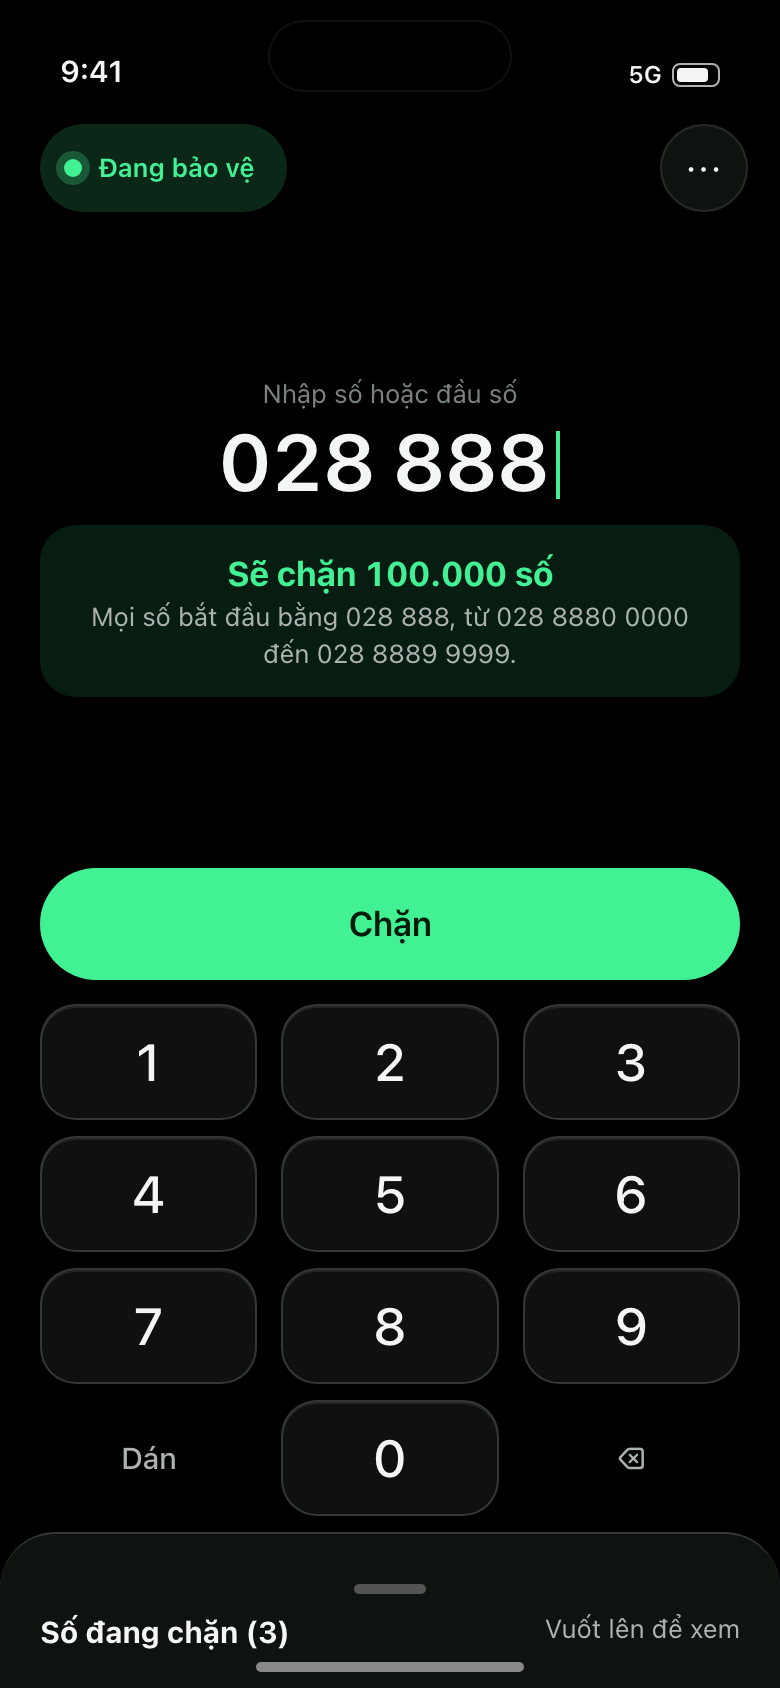 9:41
5G
Đang bảo vệ
Nhập số hoặc đầu số
028 888
Sẽ chặn 100.000 số
Mọi số bắt đầu bằng 028 888, từ 028 8880 0000
đến 028 8889 9999.
Chặn
1 2 3
4 5 6
7 8 9
Dán 0
Số đang chặn (3) Vuốt lên để xem